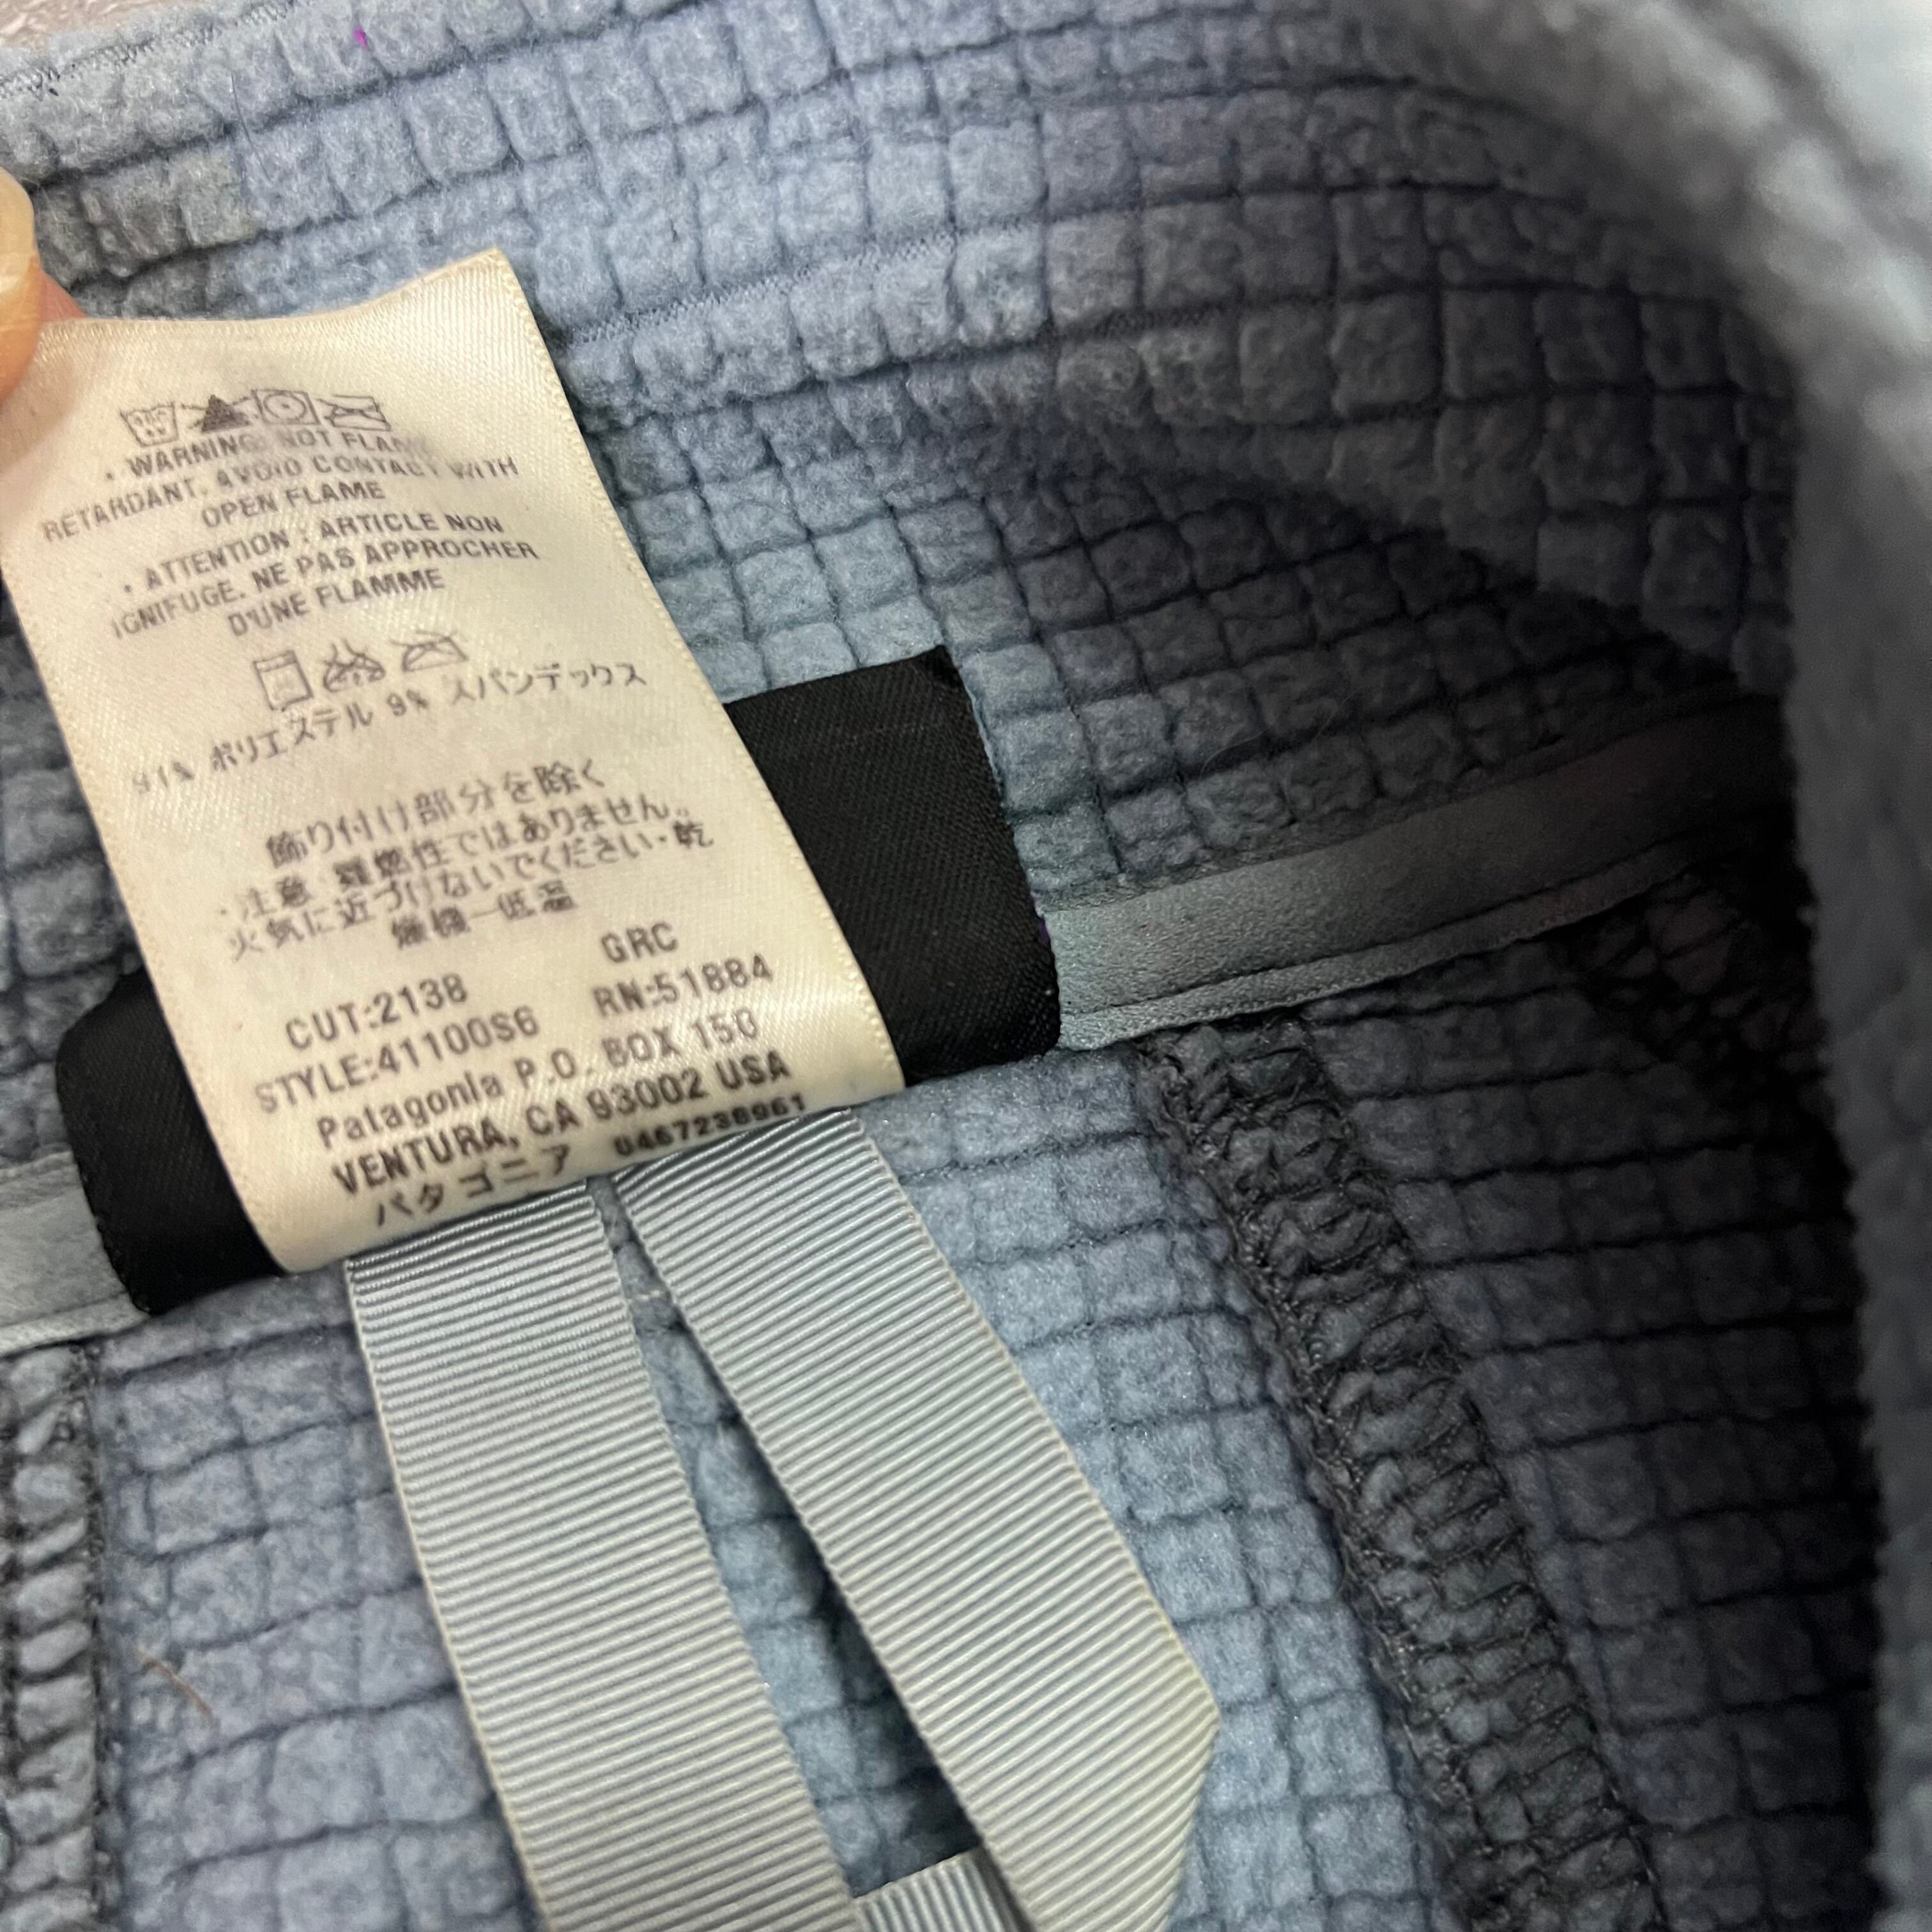 . WARNING: NOT FLAME
RETARDANT. AVOID CONTACT WITH
OPEN FLAME
. ATTENTION : ARTICLE NON
IGNIFUGE. NE PAS APPROCHER
D'UNE FLAMME
91% ポリエステル 9% スパンデックス
飾り付け部分を除く
・注意 難燃性ではありません。
火気に近づけないでください・乾
燥機一低温
GRC
CUT:2138 RN:51884
STYLE:41100S6
Patagonia P.O. BOX 150
VENTURA, CA 93002 USA
パタゴニア 0467238961